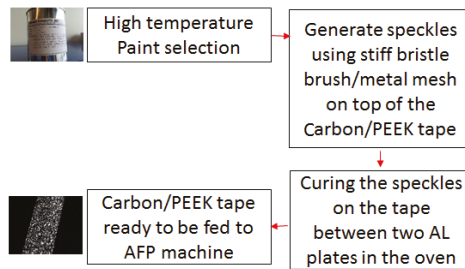 High temperature
Paint selection
Generate speckles
using stiff bristle
brush/metal mesh
on top of the
Carbon/PEEK tape
Curing the speckles
on the tape
between two AL
plates in the oven
Carbon/PEEK tape
ready to be fed to
AFP machine